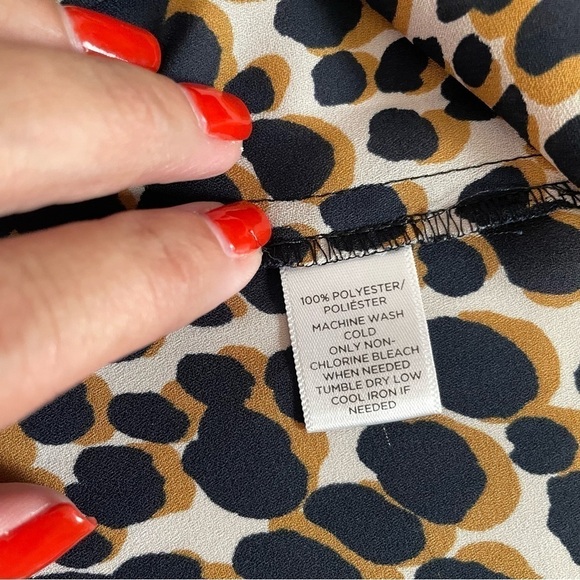 100% POLYESTER/
POLIÉSTER
MACHINE WASH
COLD
ONLY NON-
CHLORINE BLEACH
WHEN NEEDED
TUMBLE DRY LOW
COOL IRON IF
NEEDED